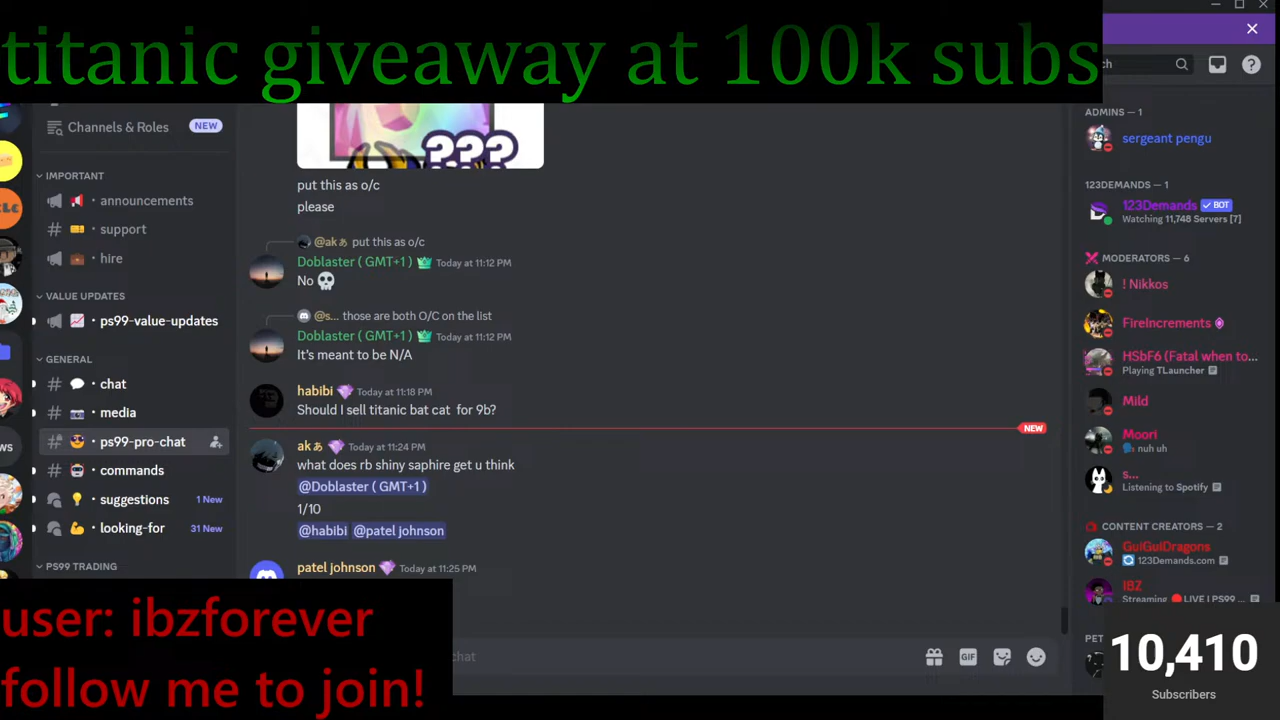 titanic giveaway at 100k subs
ch
Channels & Roles
NEW
IMPORTANT
announcements
support
hire
VALUE UPDATES
ps99-value-updates
GENERAL
chat
media
ps99-pro-chat
commands
suggestions
1 New
looking-for
31 New
PS99 TRADING
???
put this as o/c
please
@akぁ put this as o/c
Doblaster ( GMT+1 ) Today at 11:12 PM
No
@s... those are both O/C on the list
Doblaster ( GMT+1 ) Today at 11:12 PM
It's meant to be N/A
habibi Today at 11:18 PM
Should I sell titanic bat cat for 9b?
NEW
akぁ Today at 11:24 PM
what does rb shiny saphire get u think
@Doblaster ( GMT+1 )
1/10
@habibi @patel johnson
patel johnson Today at 11:25 PM
chat
GIF
ADMINS — 1
sergeant pengu
123DEMANDS — 1
123Demands BOT
Watching 11,748 Servers [7]
MODERATORS — 6
! Nikkos
FireIncrements
HSbF6 (Fatal when to...
Playing TLauncher
Mild
Moori
nuh uh
s...
Listening to Spotify
CONTENT CREATORS — 2
GuiGuiDragons
123Demands.com
IBZ
Streaming LIVE | PS99 ...
PET
user: ibzforever
follow me to join!
10,410
Subscribers